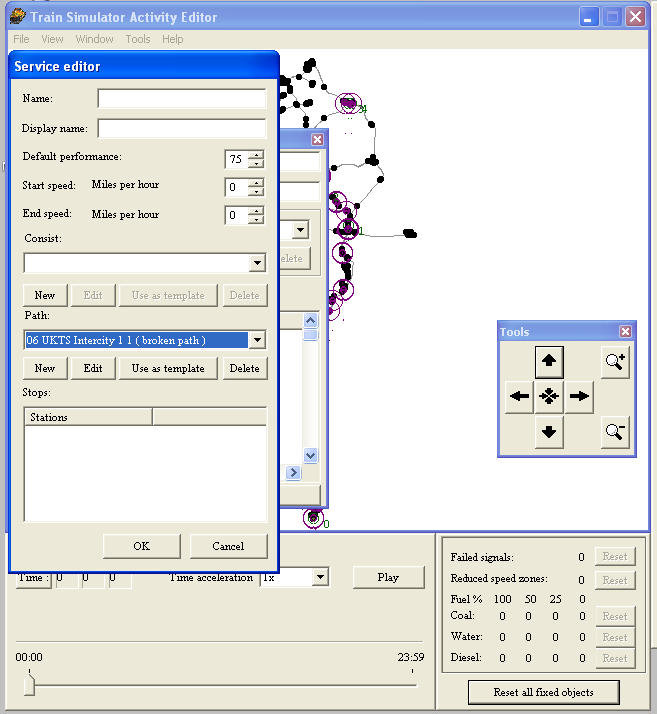 Train Simulator Activity Editor
File View Window Tools Help
Service editor
Name:
Display name:
Default performance: 75
Start speed: Miles per hour 0
End speed: Miles per hour 0
Consist:
New Edit Use as template Delete
Path:
06 UKTS Intercity 1 1 ( broken path )
New Edit Use as template Delete
Stops:
Stations
OK Cancel
elete
0
Tools
Time : 0 0 0 Time acceleration 1x Play
00:00 23:59
Failed signals: 0 Reset
Reduced speed zones: 0 Reset
Fuel % 100 50 25 0
Coal: 0 0 0 0 Reset
Water: 0 0 0 0 Reset
Diesel: 0 0 0 0 Reset
Reset all fixed objects